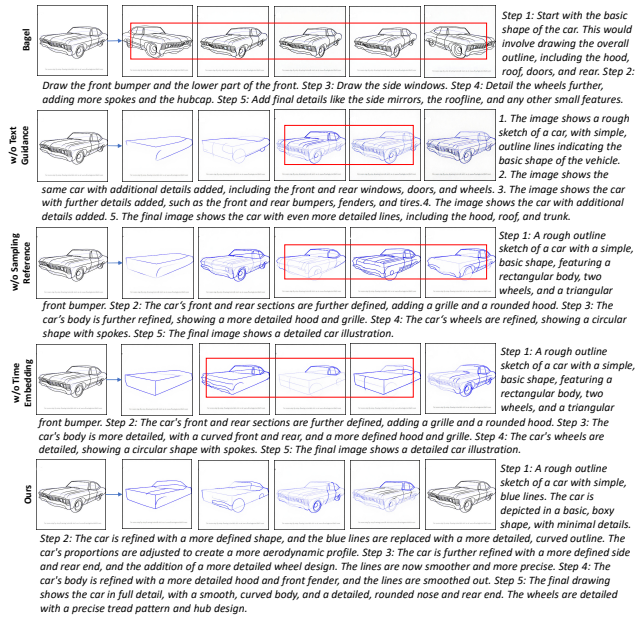 Bagel
Step 1: Start with the basic
shape of the car. This would
involve drawing the overall
outline, including the hood,
roof, doors, and rear. Step 2:
Draw the front bumper and the lower part of the front. Step 3: Draw the side windows. Step 4: Detail the wheels further,
adding more spokes and the hubcap. Step 5: Add final details like the side mirrors, the roofline, and any other small features.
w/o Text
Guidance
1. The image shows a rough
sketch of a car, with simple,
outline lines indicating the
basic shape of the vehicle.
2. The image shows the
same car with additional details added, including the front and rear windows, doors, and wheels. 3. The image shows the car
with further details added, such as the front and rear bumpers, fenders, and tires.4. The image shows the car with additional
details added. 5. The final image shows the car with even more detailed lines, including the hood, roof, and trunk.
w/o Sampling
Reference
Step 1: A rough outline
sketch of a car with a simple,
basic shape, featuring a
rectangular body, two
wheels, and a triangular
front bumper. Step 2: The car's front and rear sections are further defined, adding a grille and a rounded hood. Step 3: The
car's body is further refined, showing a more detailed hood and grille. Step 4: The car's wheels are refined, showing a circular
shape with spokes. Step 5: The final image shows a detailed car illustration.
w/o Time
Embedding
Step 1: A rough outline
sketch of a car with a simple,
basic shape, featuring a
rectangular body, two
wheels, and a triangular
front bumper. Step 2: The car's front and rear sections are further defined, adding a grille and a rounded hood. Step 3: The
car's body is more detailed, with a curved front and rear, and a more defined hood and grille. Step 4: The car's wheels are
detailed, showing a circular shape with spokes. Step 5: The final image shows a detailed car illustration.
Ours
Step 1: A rough outline
sketch of a car with simple,
blue lines. The car is
depicted in a basic, boxy
shape, with minimal details.
Step 2: The car is refined with a more defined shape, and the blue lines are replaced with a more detailed, curved outline. The
car's proportions are adjusted to create a more aerodynamic profile. Step 3: The car is further refined with a more defined side
and rear end, and the addition of a more detailed wheel design. The lines are now smoother and more precise. Step 4: The
car's body is refined with a more detailed hood and front fender, and the lines are smoothed out. Step 5: The final drawing
shows the car in full detail, with a smooth, curved body, and a detailed, rounded nose and rear end. The wheels are detailed
with a precise tread pattern and hub design.